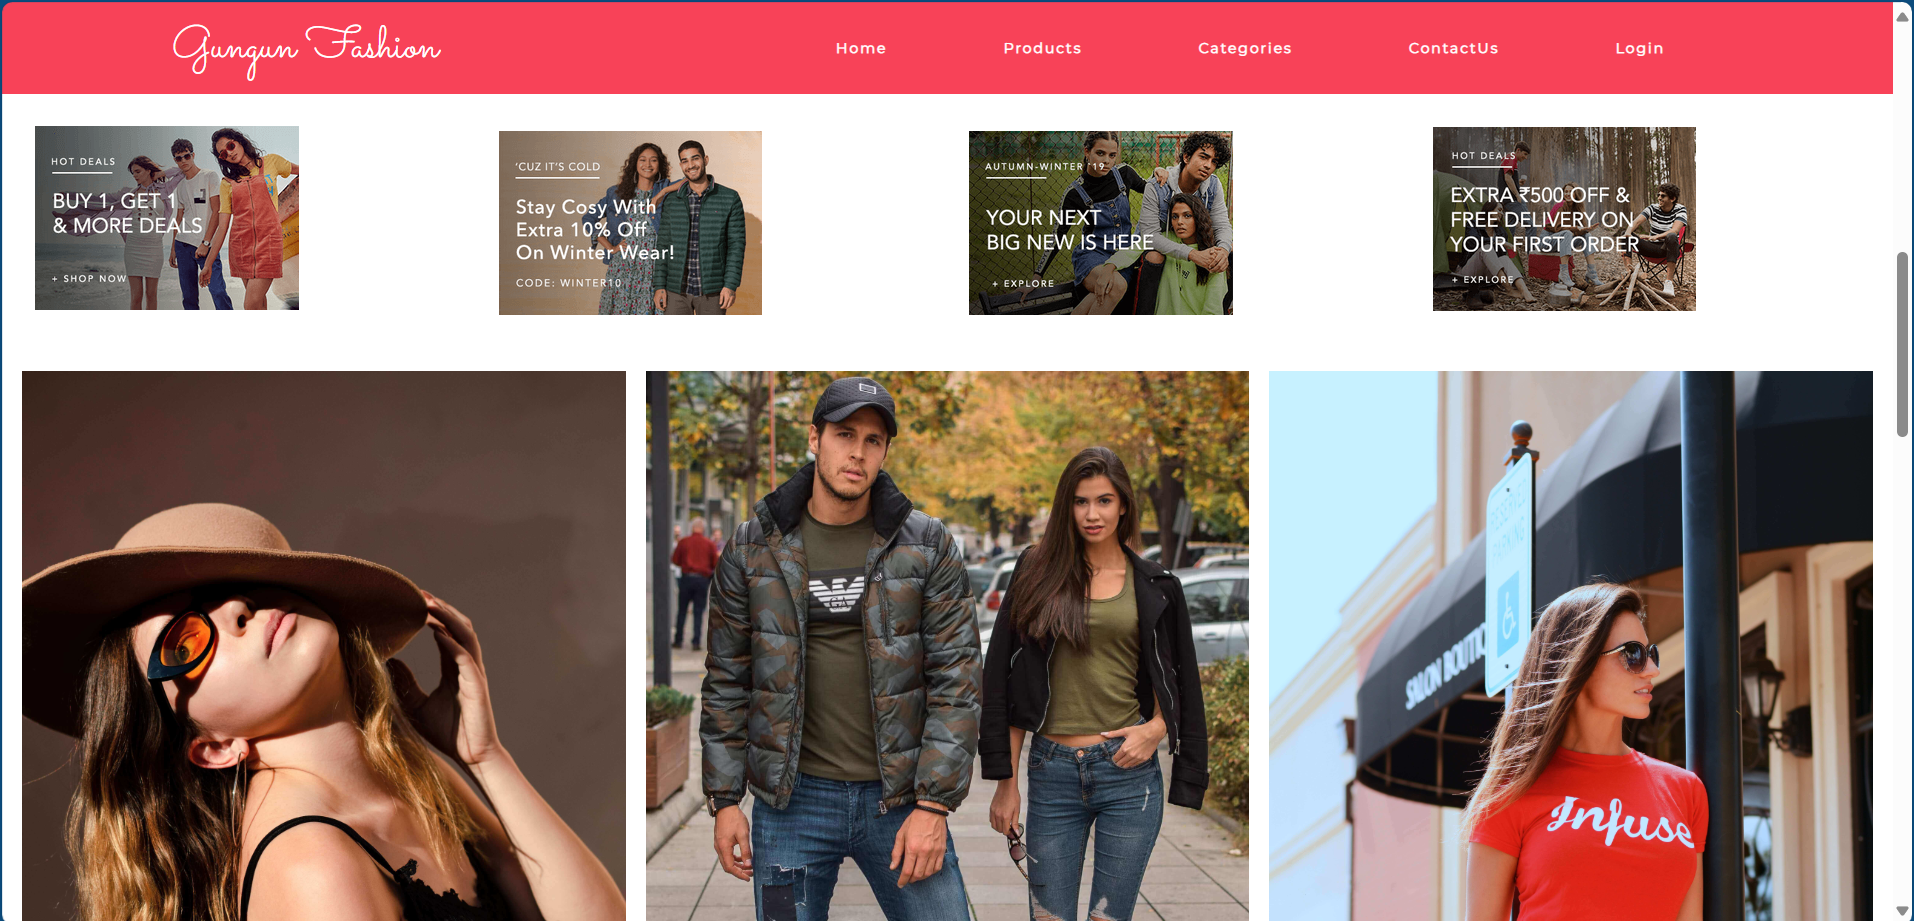 Gungun Fashion
Home
Products
Categories
ContactUs
Login
HOT DEALS
BUY 1, GET 1
& MORE DEALS
+ SHOP NOW
'CUZ IT'S COLD
Stay Cosy With
Extra 10% Off
On Winter Wear!
CODE: WINTER10
AUTUMN-WINTER '19
YOUR NEXT
BIG NEW IS HERE
+ EXPLORE
HOT DEALS
EXTRA ₹500 OFF &
FREE DELIVERY ON
YOUR FIRST ORDER
+ EXPLORE
RESERVED
PARKING
SALON
Infuse